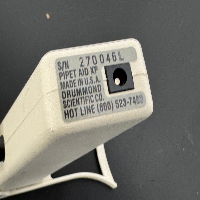 S/N 270046L
PIPET AID XP
MADE IN U.S.A.
DRUMMOND
SCIENTIFIC CO.
HOT LINE (800) 523-7480